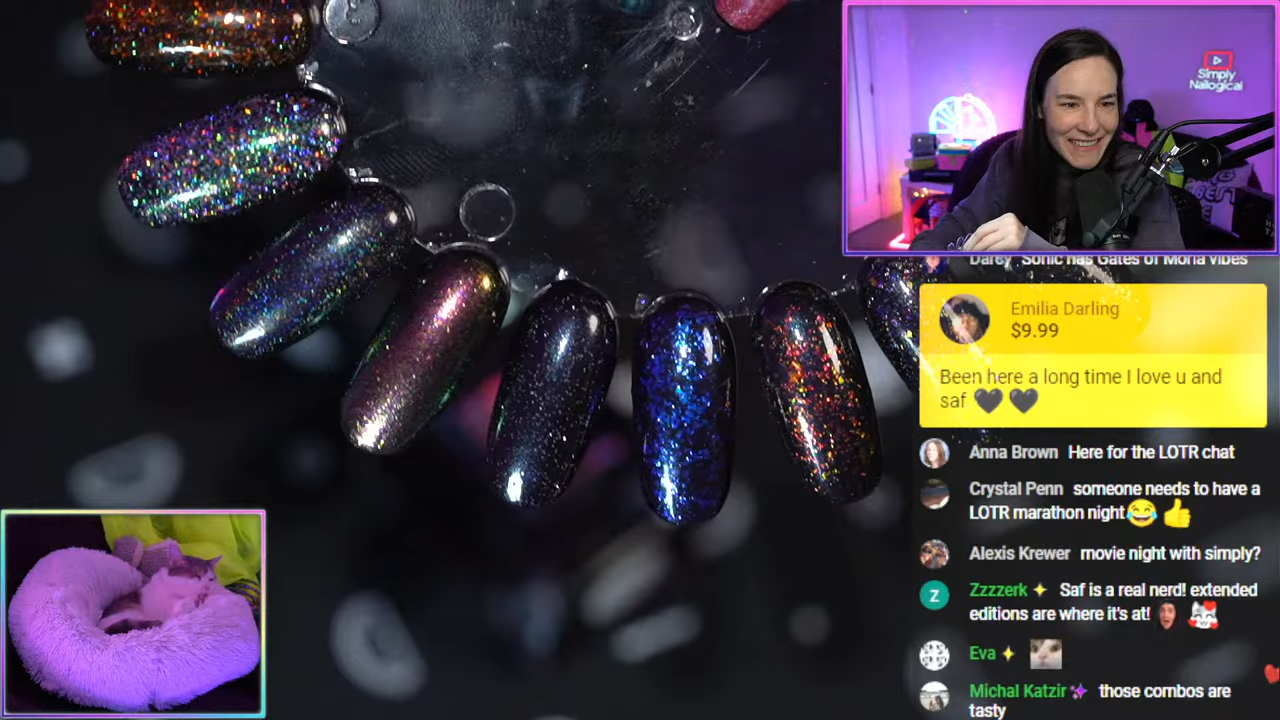 Simply
Nailogical
Darcy Sonic has Gates of Moria vibes
Emilia Darling
$9.99
Been here a long time I love u and
saf 🖤 🖤
Anna Brown Here for the LOTR chat
Crystal Penn someone needs to have a
LOTR marathon night😂👍
Alexis Krewer movie night with simply?
Z
Zzzzerk Saf is a real nerd! extended
editions are where it's at!
Eva
Michal Katzir those combos are
tasty